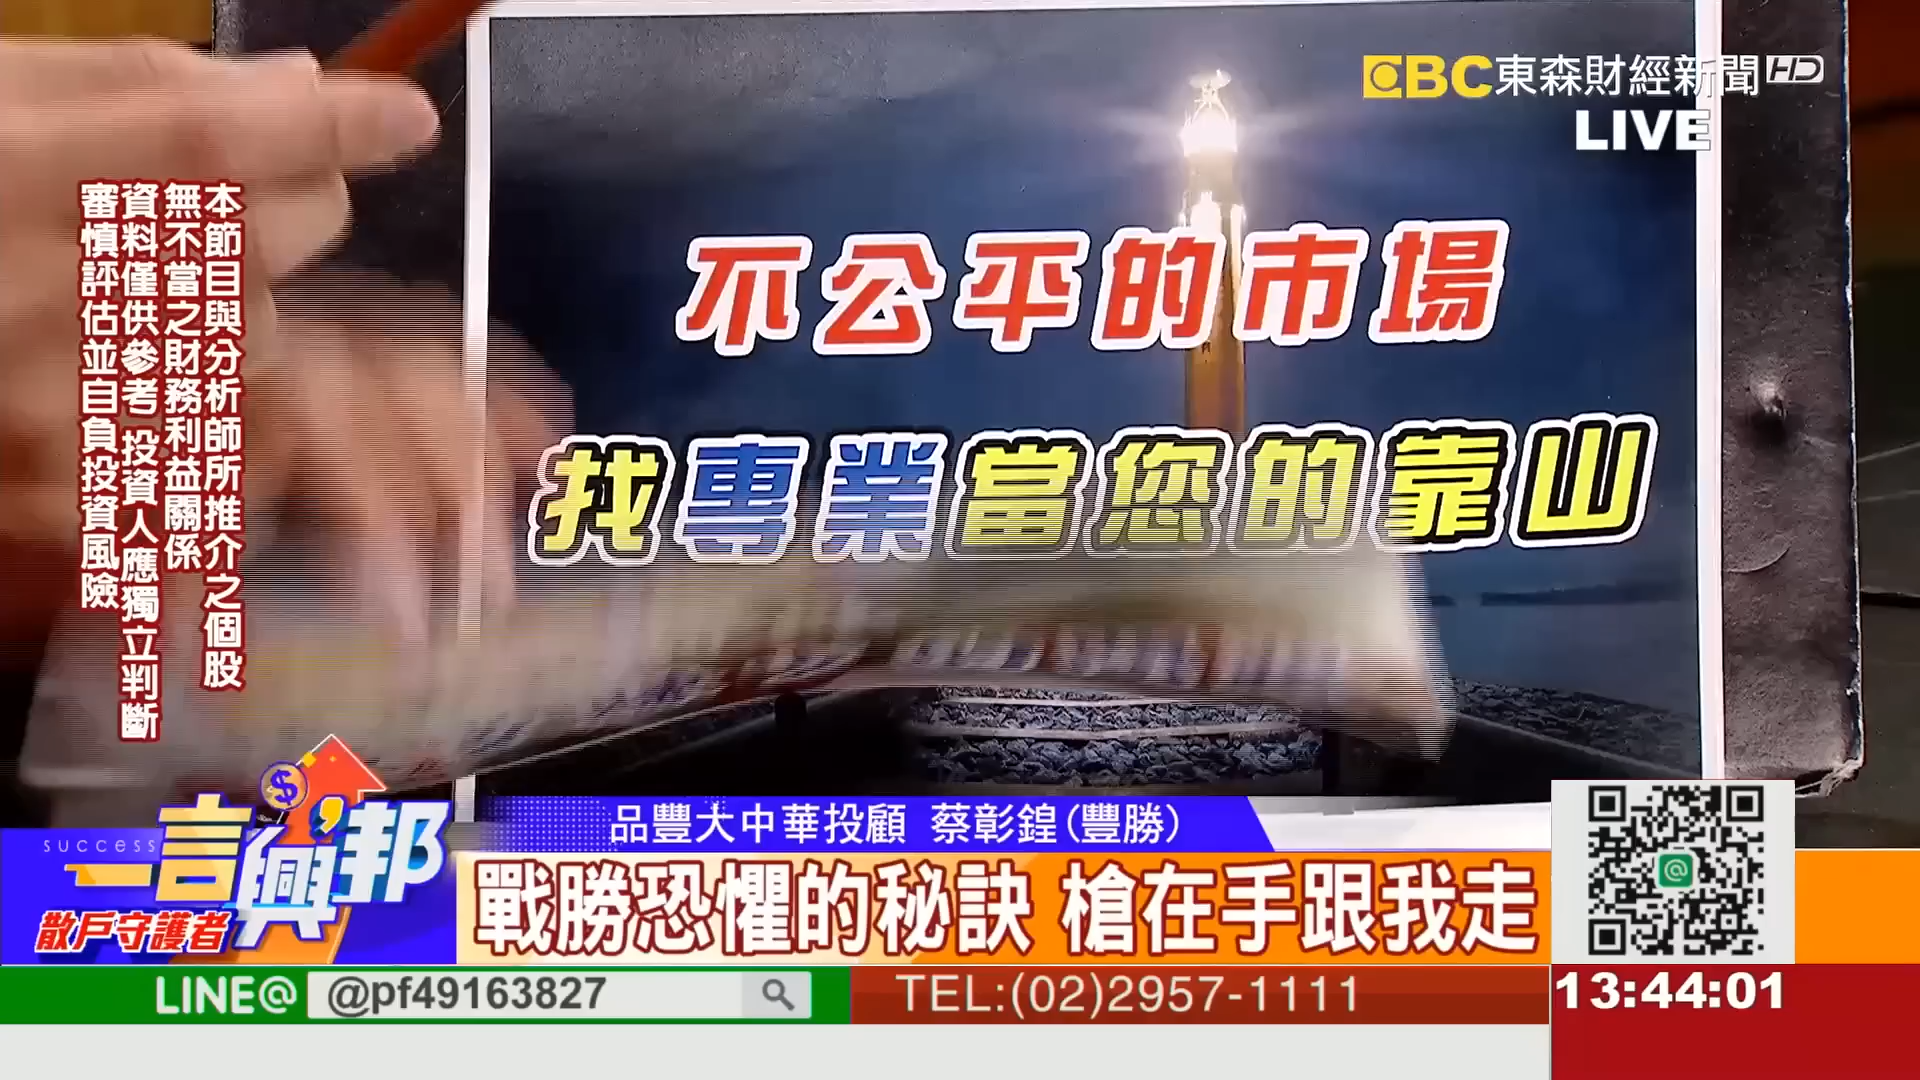 EBC東森財經新聞HD
LIVE
本節目與分析師所推介之個股
無不當之財務利益關係
資料僅供參考 投資人應獨立判斷
審慎評估並自負投資風險
不公平的市場
找專業當您的靠山
$
success
一言興邦
散戶守護者
品豐大中華投顧 蔡彰鍠(豐勝)
戰勝恐懼的秘訣 槍在手跟我走
LINE@ @pf49163827
TEL:(02)2957-1111
13:44:01